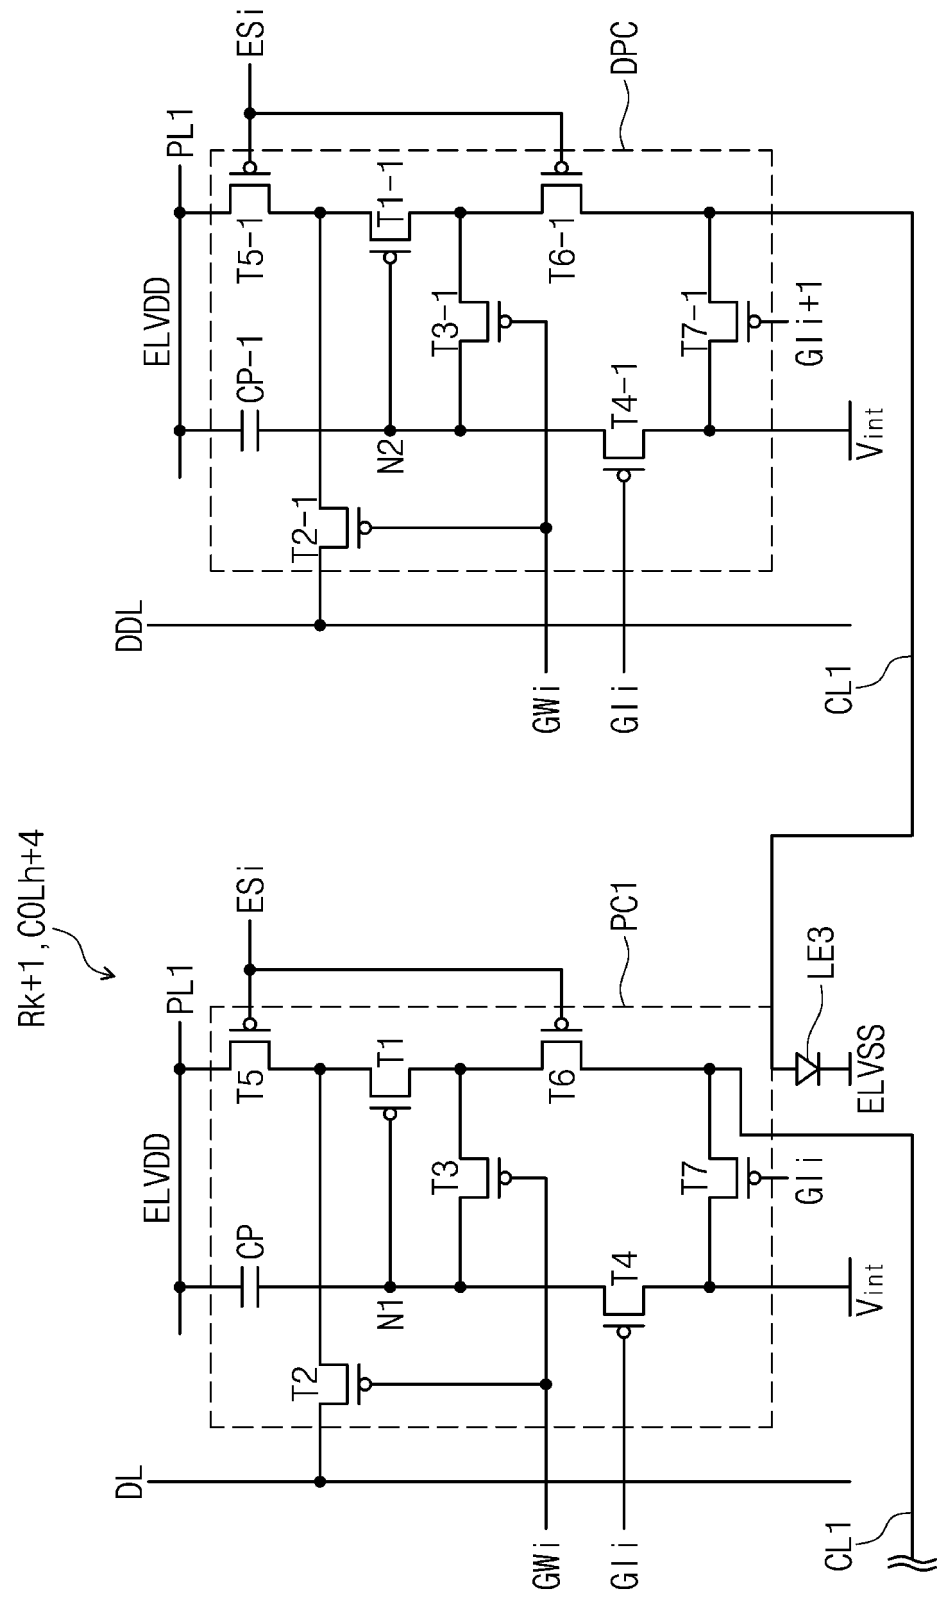 Rk+1,COLh+4
DL
ELVDD
PL1
ESi
CP
T5
T2
N1
T1
T3
T6
T4
T7
PC1
GWi
GIi
GIi
Vint
ELVSS
LE3
CL1
DDL
ELVDD
PL1
ESi
CP-1
T5-1
T2-1
N2
T1-1
T3-1
T6-1
T4-1
T7-1
DPC
GWi
GIi
GIi+1
Vint
CL1